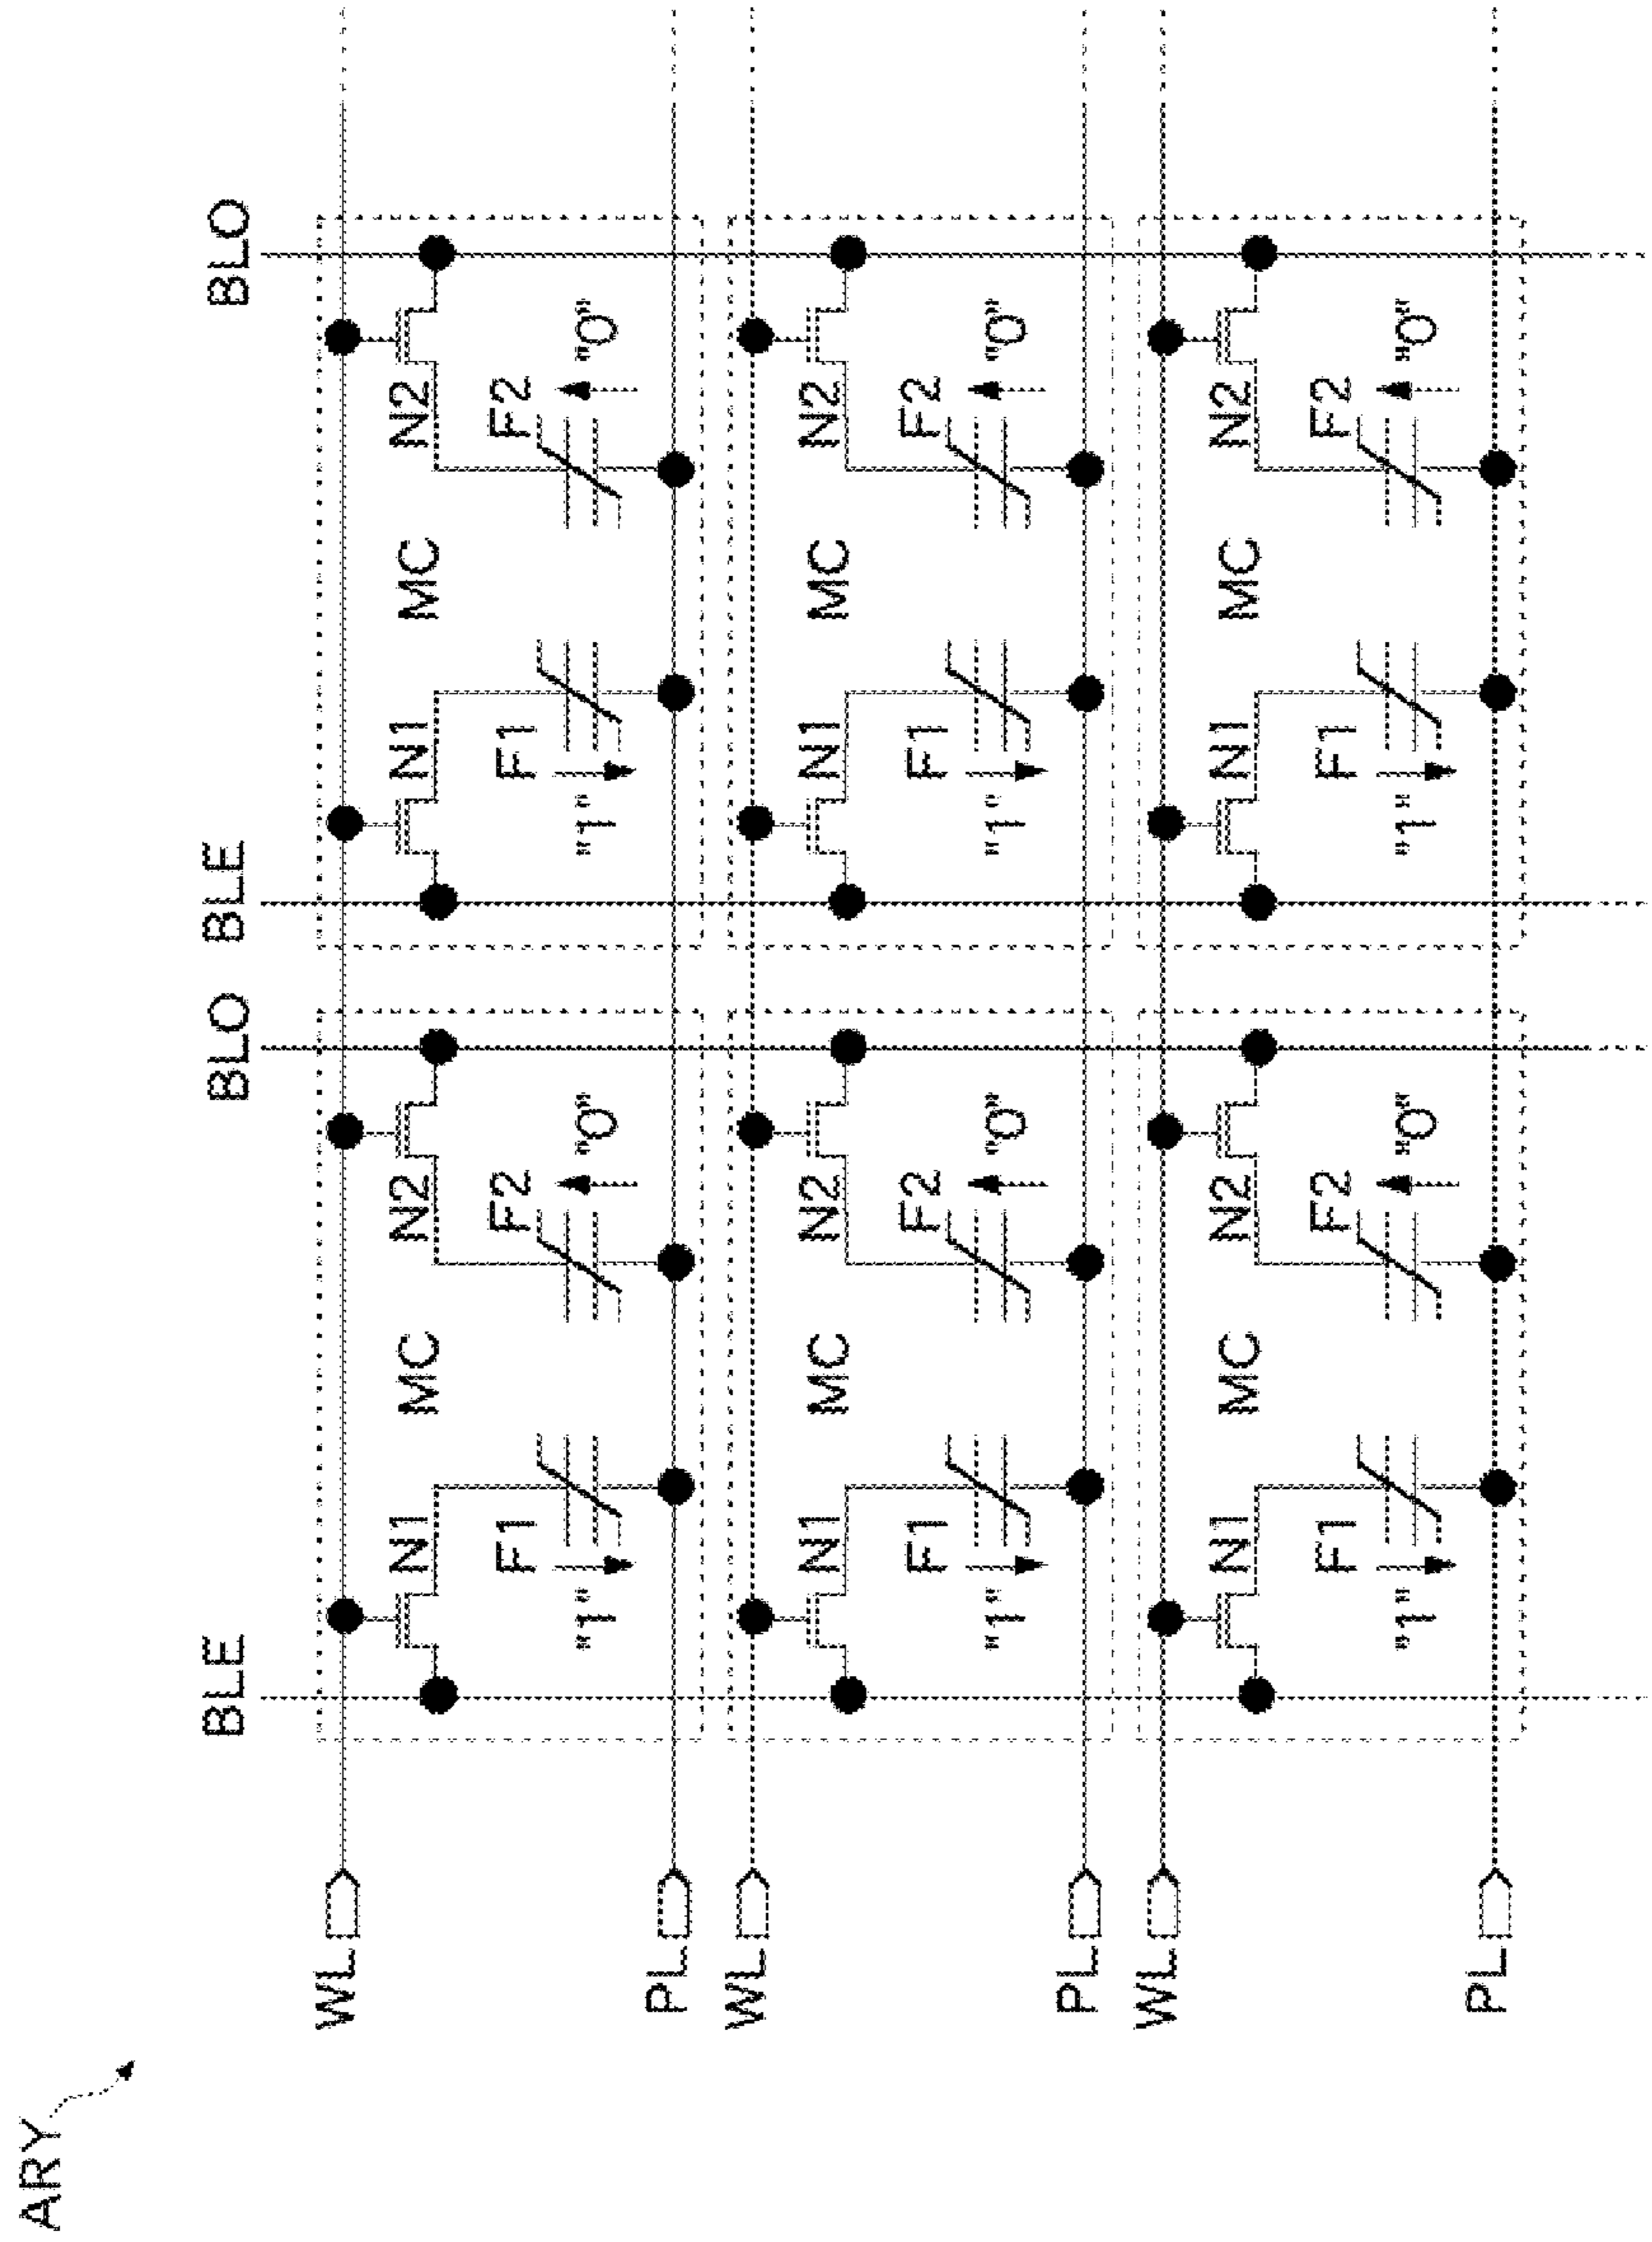 ARY
BLE BLO BLE BLO
WL
N1 MC N2 N1 MC N2
F1 F2 F1 F2
"1" "0" "1" "0"
PL
WL
N1 MC N2 N1 MC N2
F1 F2 F1 F2
"1" "0" "1" "0"
PL
WL
N1 MC N2 N1 MC N2
F1 F2 F1 F2
"1" "0" "1" "0"
PL